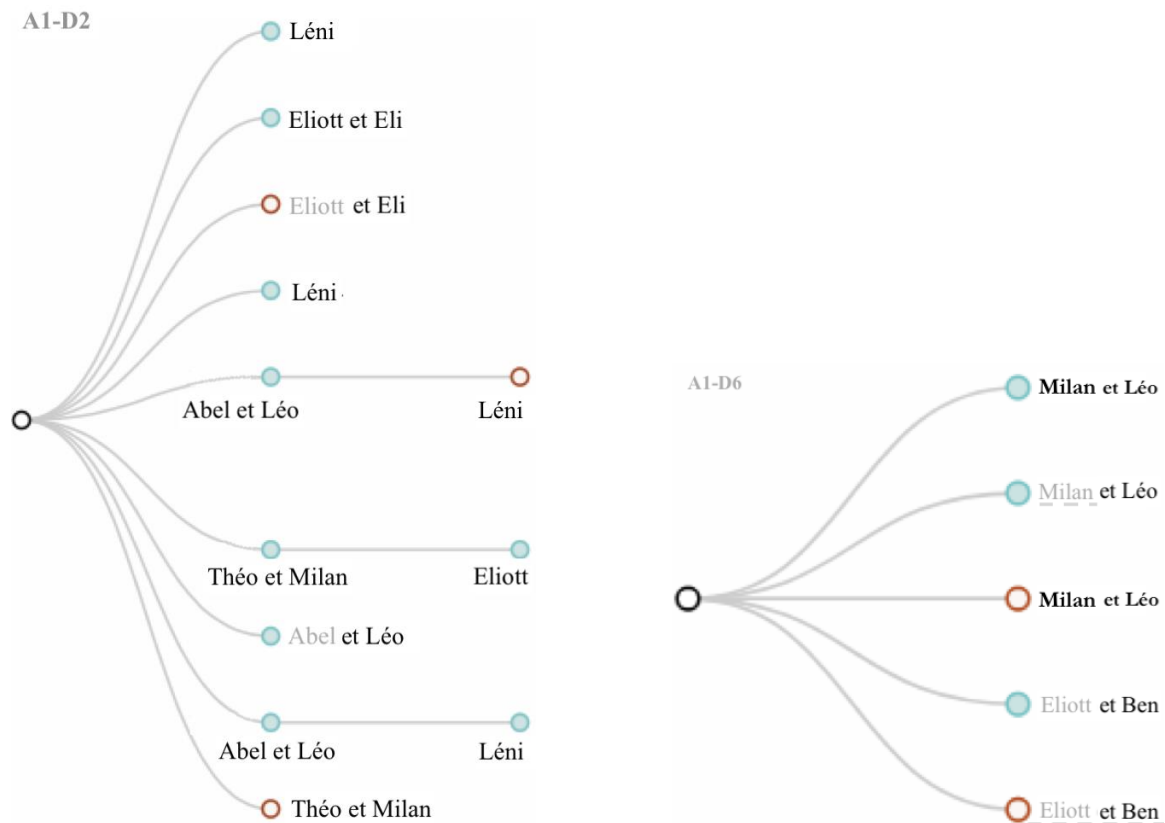 A1-D2
Léni
Eliott et Eli
Eliott et Eli
Léni
Abel et Léo
Léni
Théo et Milan
Eliott
Abel et Léo
Abel et Léo
Léni
Théo et Milan
A1-D6
Milan et Léo
Milan et Léo
Milan et Léo
Eliott et Ben
Eliott et Ben